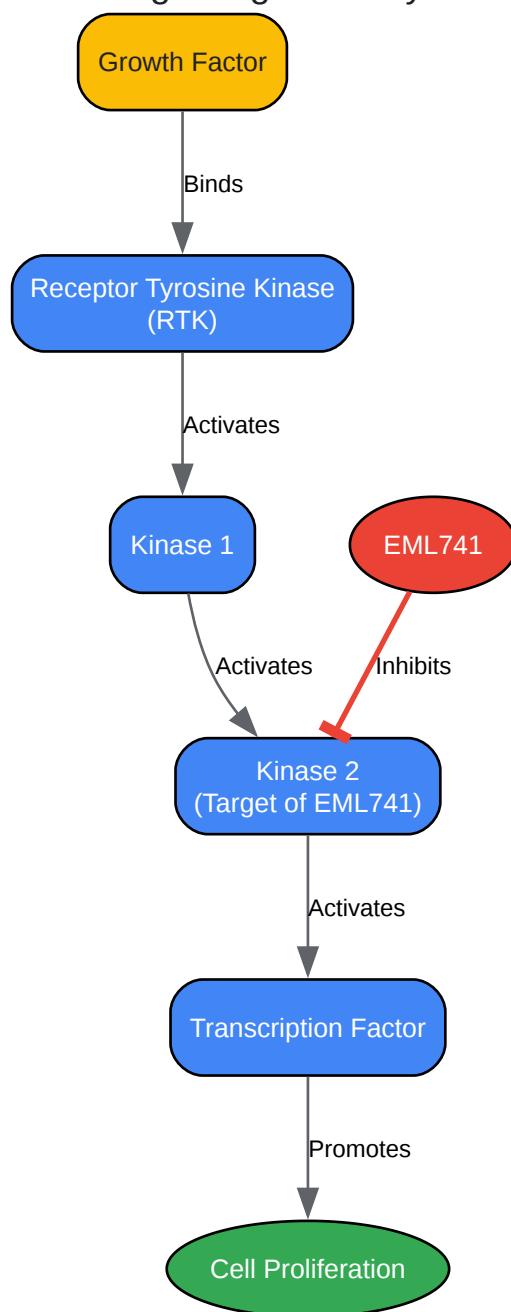 Growth Factor
Binds
Receptor Tyrosine Kinase
(RTK)
Activates
Kinase 1
EML741
Activates
Inhibits
Kinase 2
(Target of EML741)
Activates
Transcription Factor
Promotes
Cell Proliferation